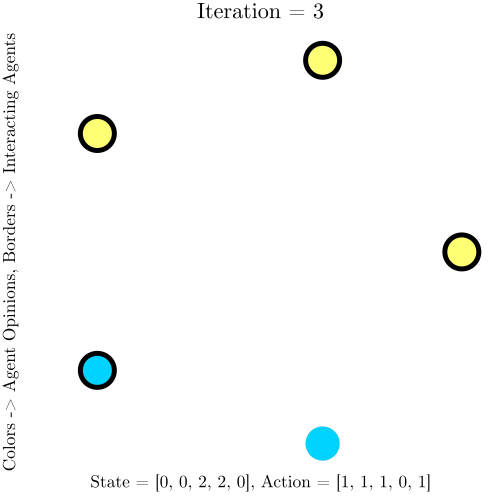 Iteration = 3
Colors -> Agent Opinions, Borders -> Interacting Agents
State = [0, 0, 2, 2, 0], Action = [1, 1, 1, 0, 1]